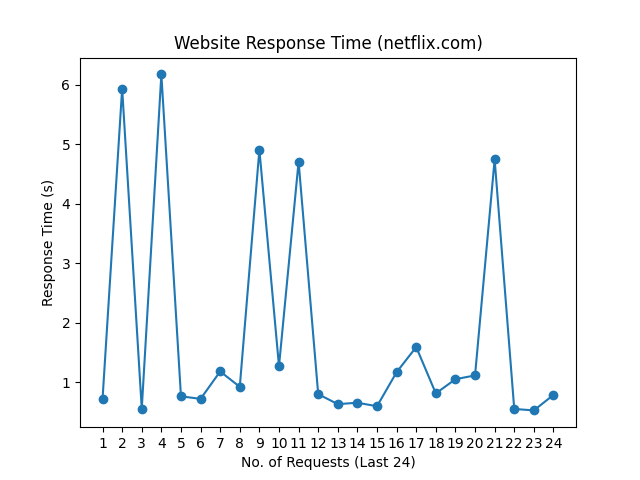 Website Response Time (netflix.com)
6
5
4
3
2
1
Response Time (s)
1 2 3 4 5 6 7 8 9 10 11 12 13 14 15 16 17 18 19 20 21 22 23 24
No. of Requests (Last 24)